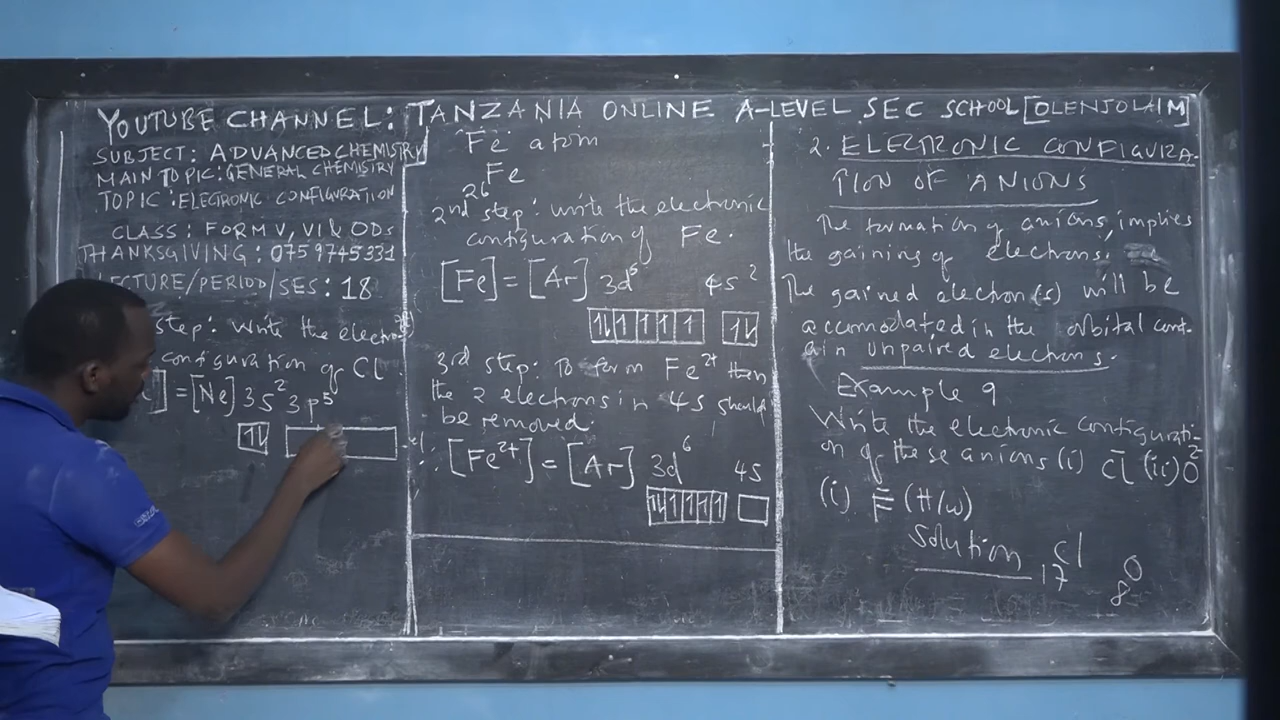 YOUTUBE CHANNEL: TANZANIA ONLINE A-LEVEL SEC SCHOOL [OLENJOLAIM]
SUBJECT: ADVANCED CHEMISTRY
MAIN TOPIC: GENERAL CHEMISTRY
TOPIC: ELECTRONIC CONFIGURATION
CLASS: FORM V, VI & ODs
THANKSGIVING: 0759745331
LECTURE/PERIOD/SES: 18
step: Write the electro
configuration of Cl.
] = [Ne] 3s² 3p⁵
Fe atom
₂₆Fe
2nd step: write the electronic
configuration of Fe.
[Fe] = [Ar] 3d⁶ 4s²
3rd step: To form Fe²⁺ then
the 2 electrons in 4s should
be removed.
∴ [Fe²⁺] = [Ar] 3d⁶ 4s
2. ELECTRONIC CONFIGURA-
TION OF ANIONS
The formation of anions, implies
the gaining of electrons.
The gained electron(s) will be
accomodated in the orbital cont-
ain unpaired electrons.
Example 9
Write the electronic configurati-
on of these anions (i) Cl⁻ (ii) O²⁻
(i) F⁻ (H/w)
Solution ₁₇Cl ₈O